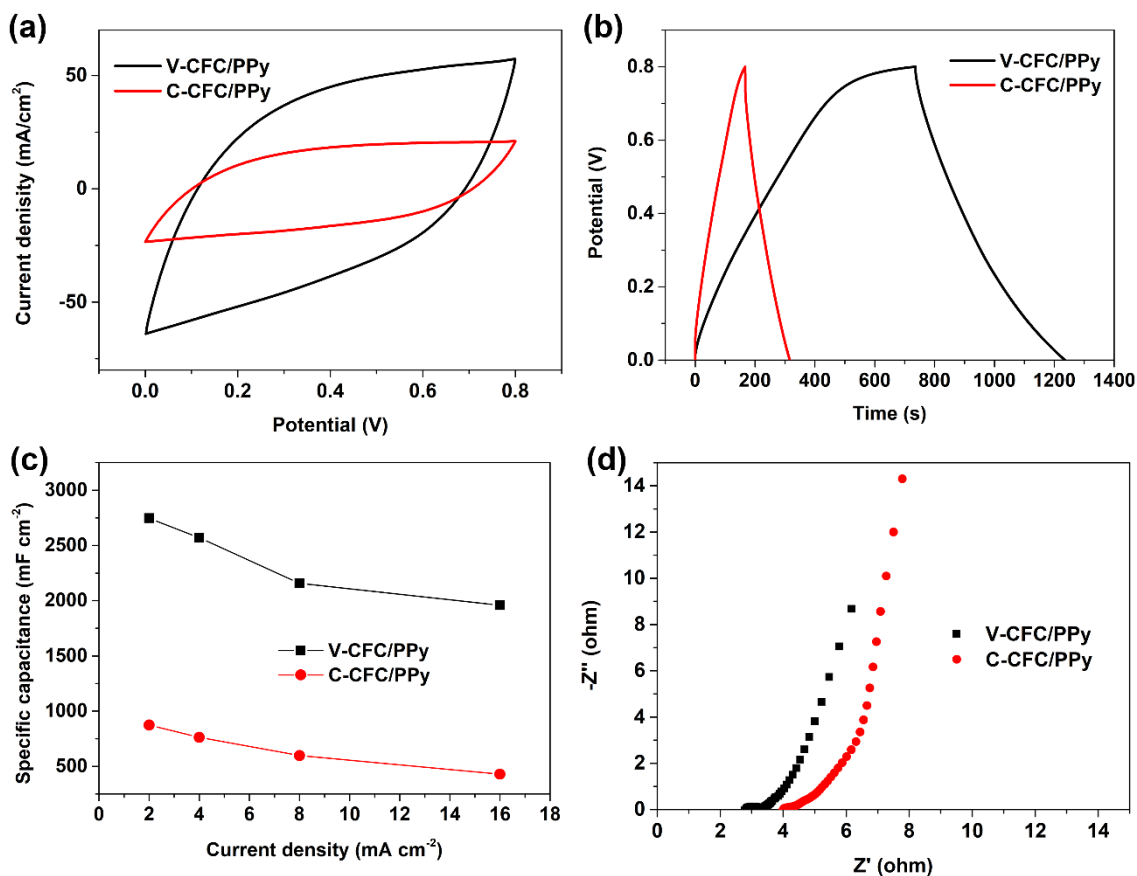 (a)
V-CFC/PPy
C-CFC/PPy
50
0
-50
Current density (mA/cm²)
0.0 0.2 0.4 0.6 0.8
Potential (V)
(b)
V-CFC/PPy
C-CFC/PPy
0.8
0.6
0.4
0.2
0.0
Potential (V)
0 200 400 600 800 1000 1200 1400
Time (s)
(c)
3000
2500
2000
1500
1000
500
Specific capacitance (mF cm⁻²)
V-CFC/PPy
C-CFC/PPy
0 2 4 6 8 10 12 14 16 18
Current density (mA cm⁻²)
(d)
14
12
10
8
6
4
2
0
-Z'' (ohm)
V-CFC/PPy
C-CFC/PPy
0 2 4 6 8 10 12 14
Z' (ohm)